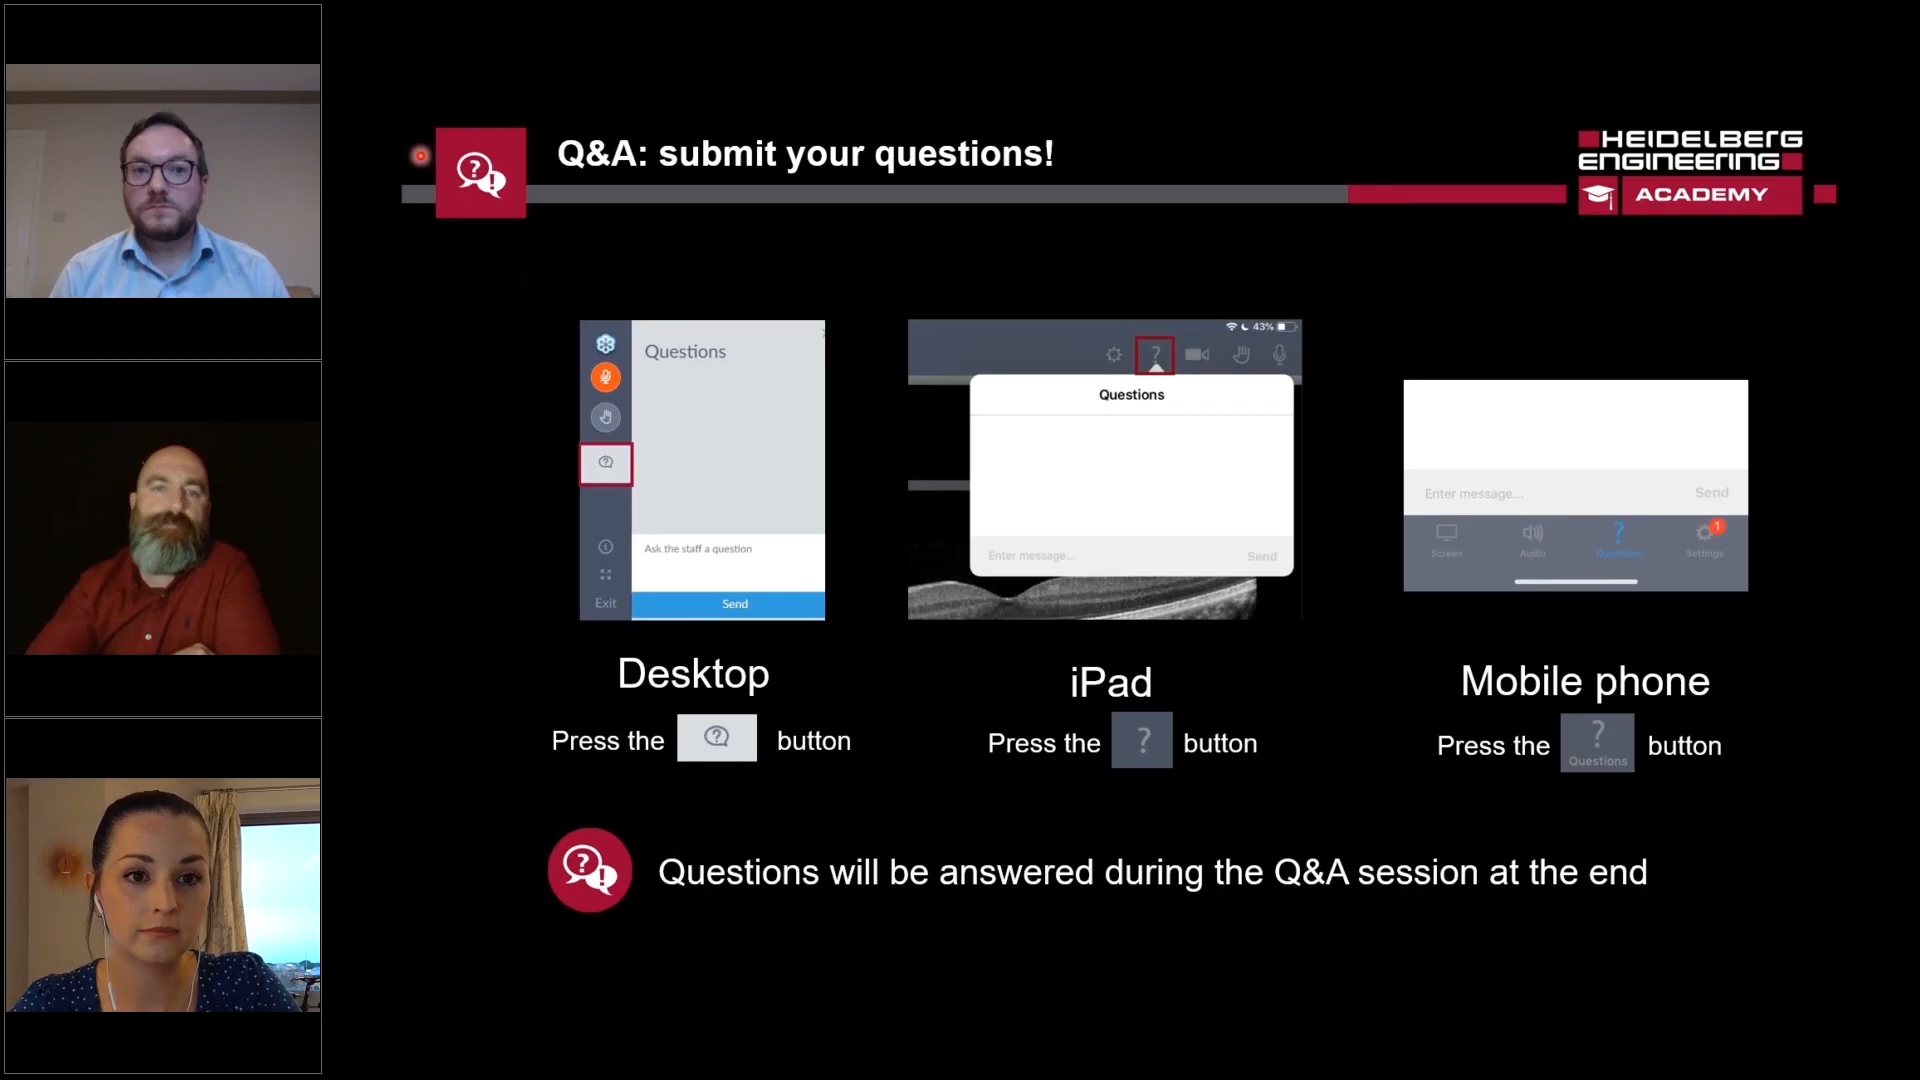 Q&A: submit your questions!
HEIDELBERG
ENGINEERING
ACADEMY
Questions
Ask the staff a question
Send
Exit
43%
Questions
Enter message...
Send
Enter message...
Send
1
Screen
Audio
Questions
Settings
Desktop
Press the ? button
iPad
Press the ? button
Mobile phone
Press the ? button
Questions
Questions will be answered during the Q&A session at the end